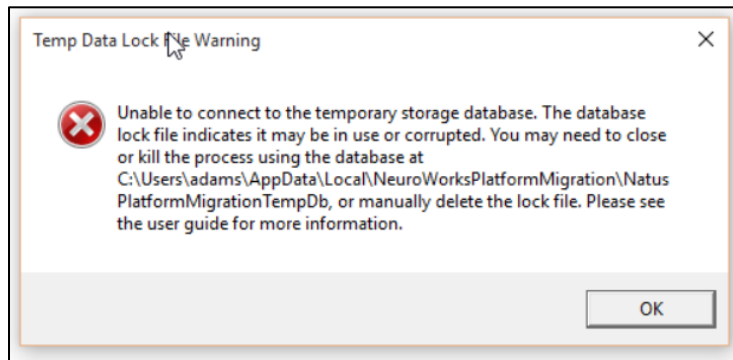 Temp Data Lock File Warning
Unable to connect to the temporary storage database. The database
lock file indicates it may be in use or corrupted. You may need to close
or kill the process using the database at
C:\Users\adams\AppData\Local\NeuroWorksPlatformMigration\Natus
PlatformMigrationTempDb, or manually delete the lock file. Please see
the user guide for more information.
OK